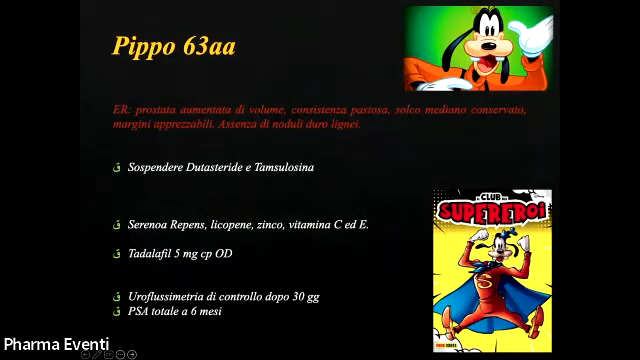 Pippo 63aa
ER: prostata aumentata di volume, consistenza pastosa, solco mediano conservato,
margini apprezzabili. Assenza di noduli duro lignei.
ق Sospendere Dutasteride e Tamsulosina
ق Serenoa Repens, licopene, zinco, vitamina C ed E.
ق Tadalafil 5 mg cp OD
ق Uroflussimetria di controllo dopo 30 gg
ق PSA totale a 6 mesi
CLUB
SUPEREROI
S
Pharma Eventi